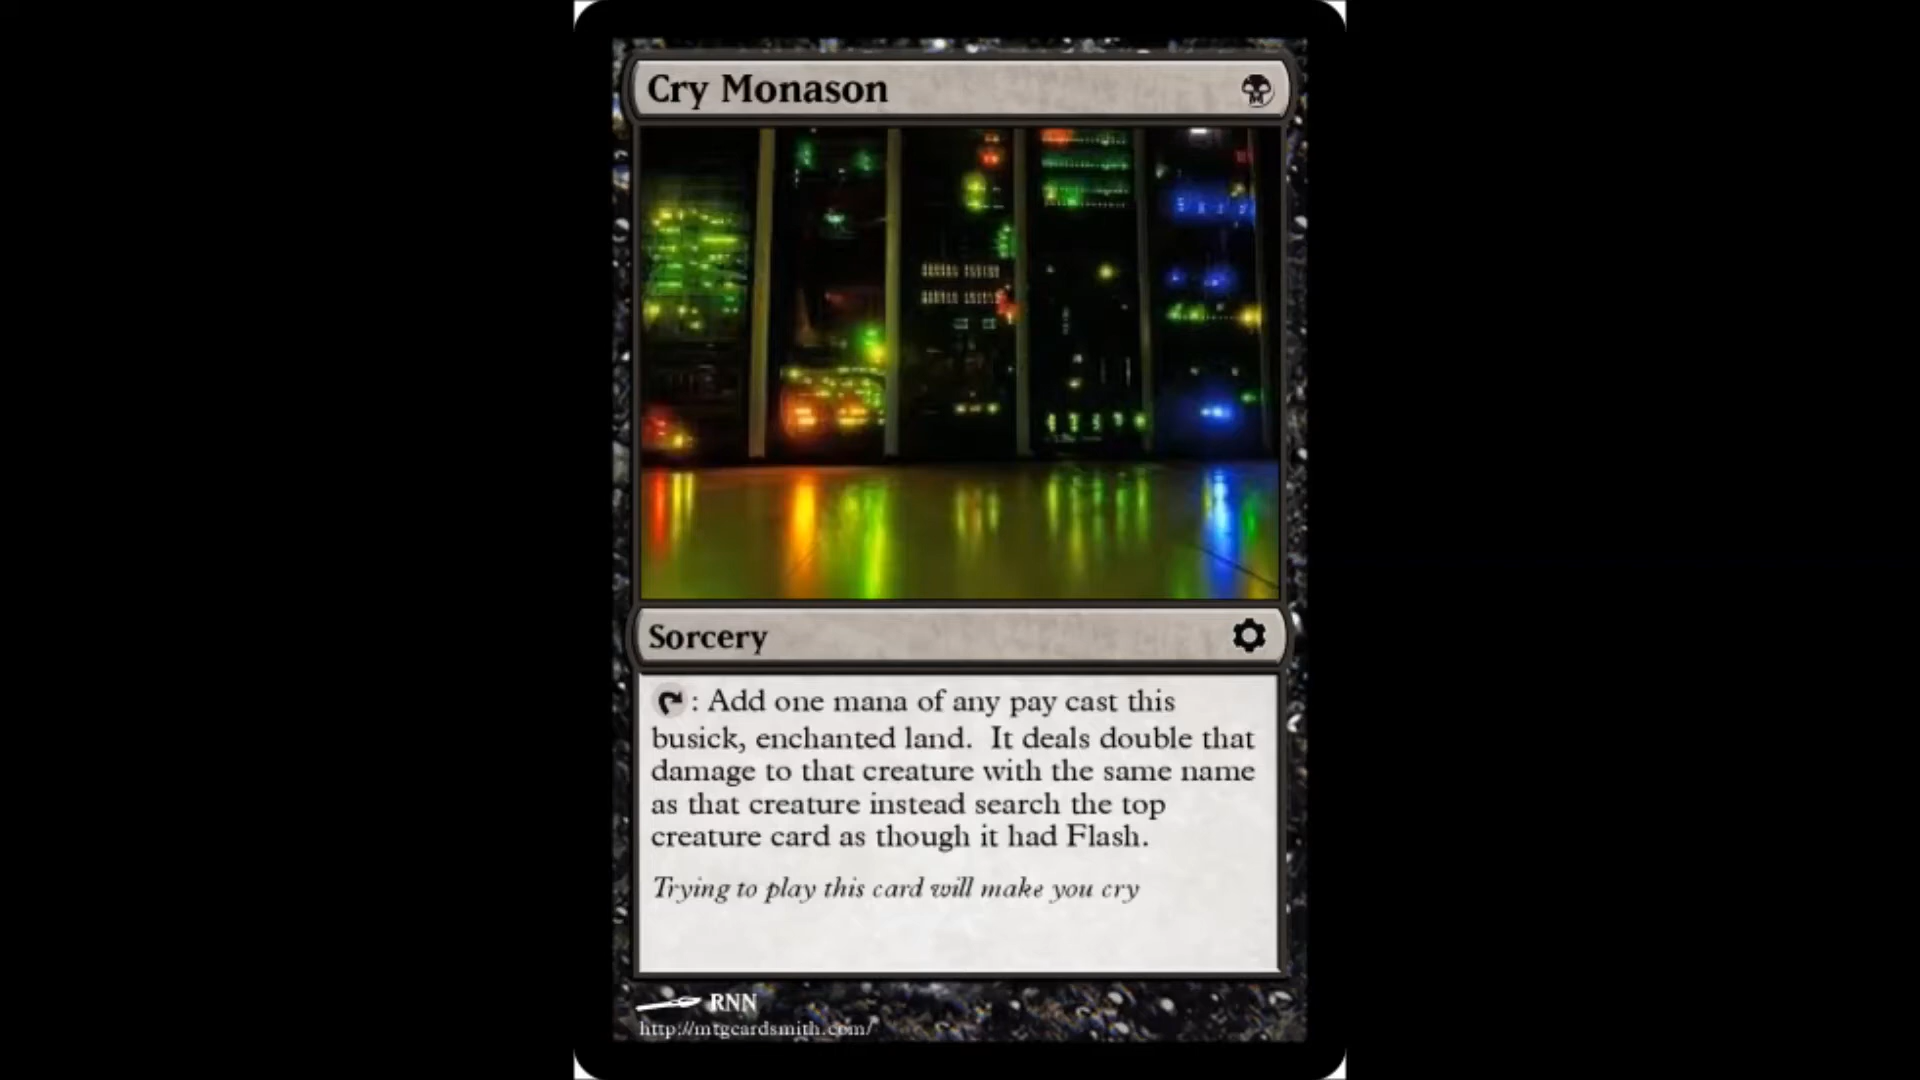 Cry Monason
Sorcery
: Add one mana of any pay cast this
busick, enchanted land. It deals double that
damage to that creature with the same name
as that creature instead search the top
creature card as though it had Flash.
Trying to play this card will make you cry
RNN
http://mtgcardsmith.com/